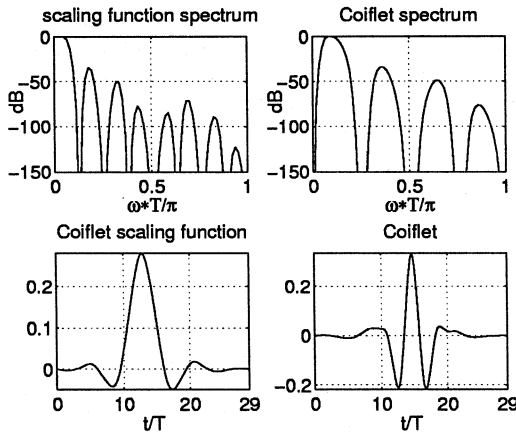 scaling function spectrum
Coiflet spectrum
0
-50
-100
-150
dB
0
0.5
1
ω*T/π
0
-50
-100
-150
dB
0
0.5
1
ω*T/π
Coiflet scaling function
Coiflet
0.2
0.1
0
0
10
20
29
t/T
0.2
0
-0.2
0
10
20
29
t/T